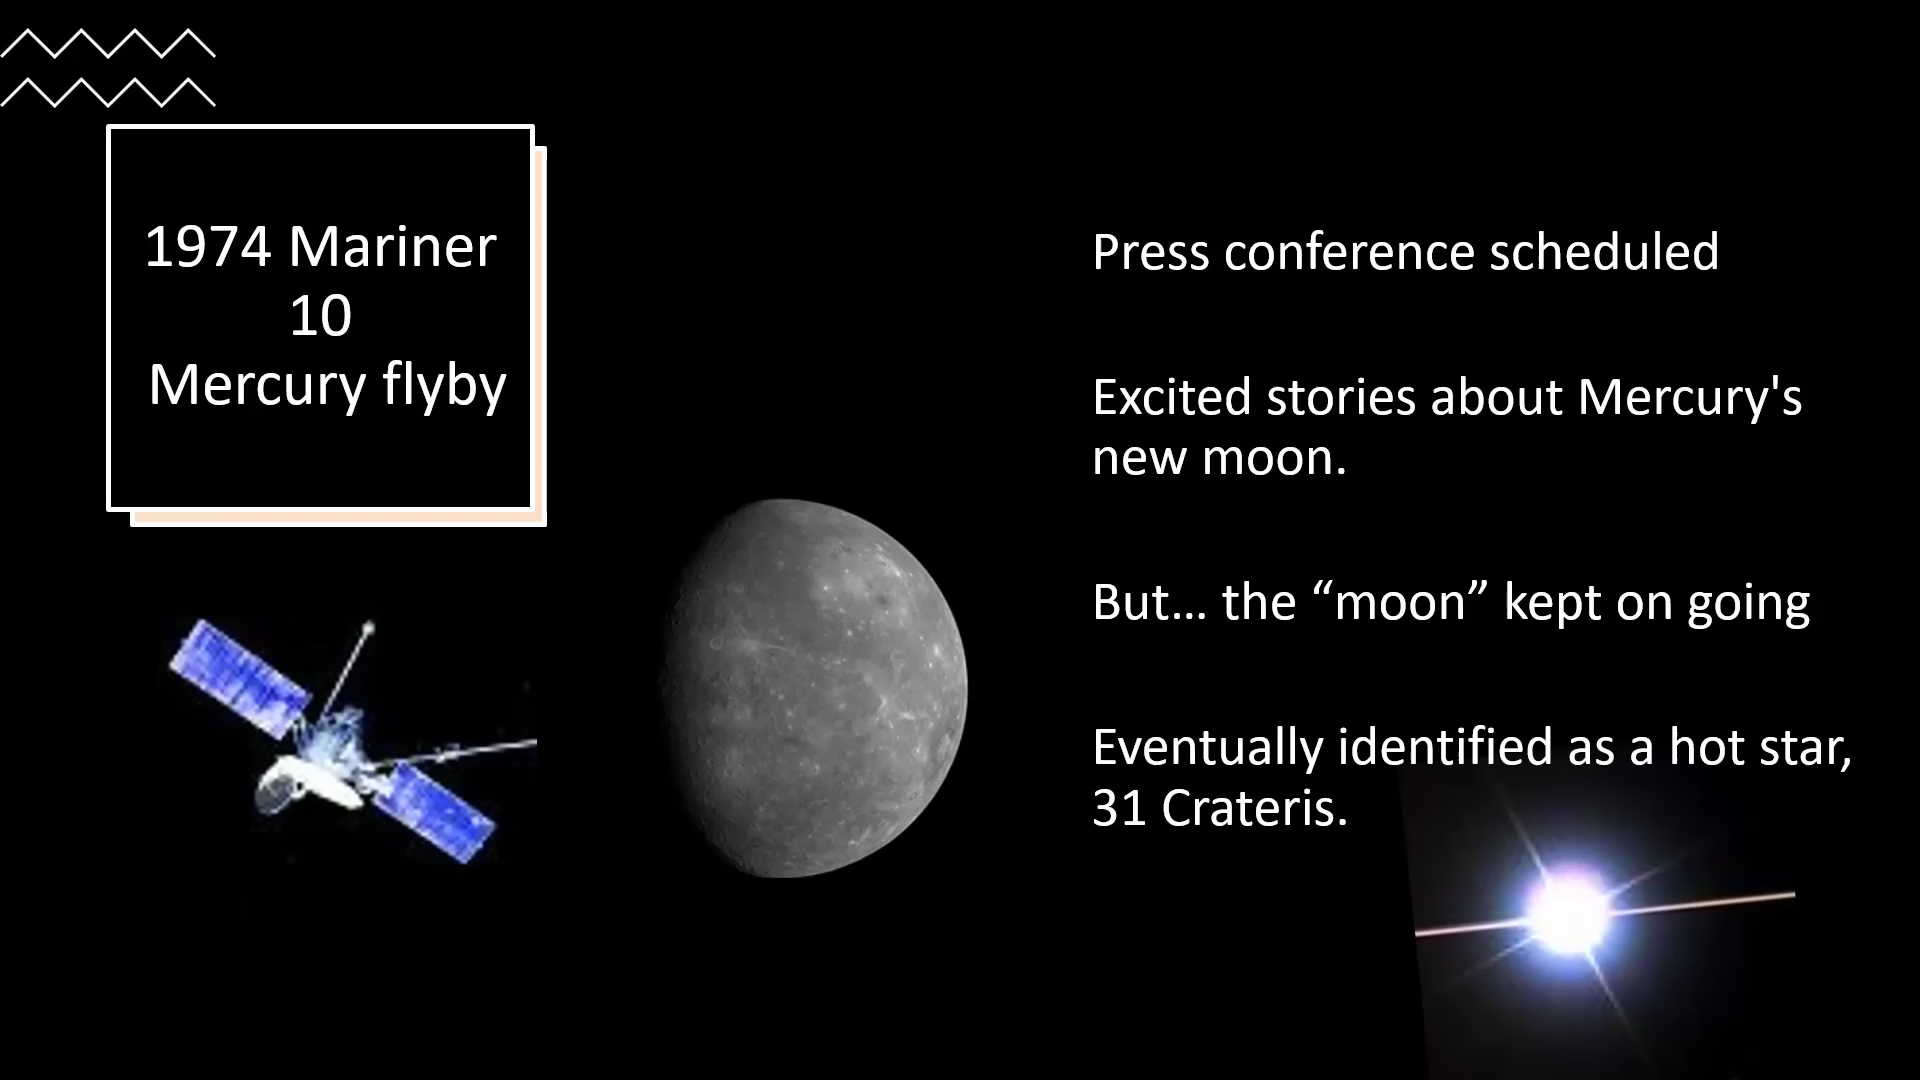 1974 Mariner
10
Mercury flyby
Press conference scheduled
Excited stories about Mercury's
new moon.
But... the “moon” kept on going
Eventually identified as a hot star,
31 Crateris.